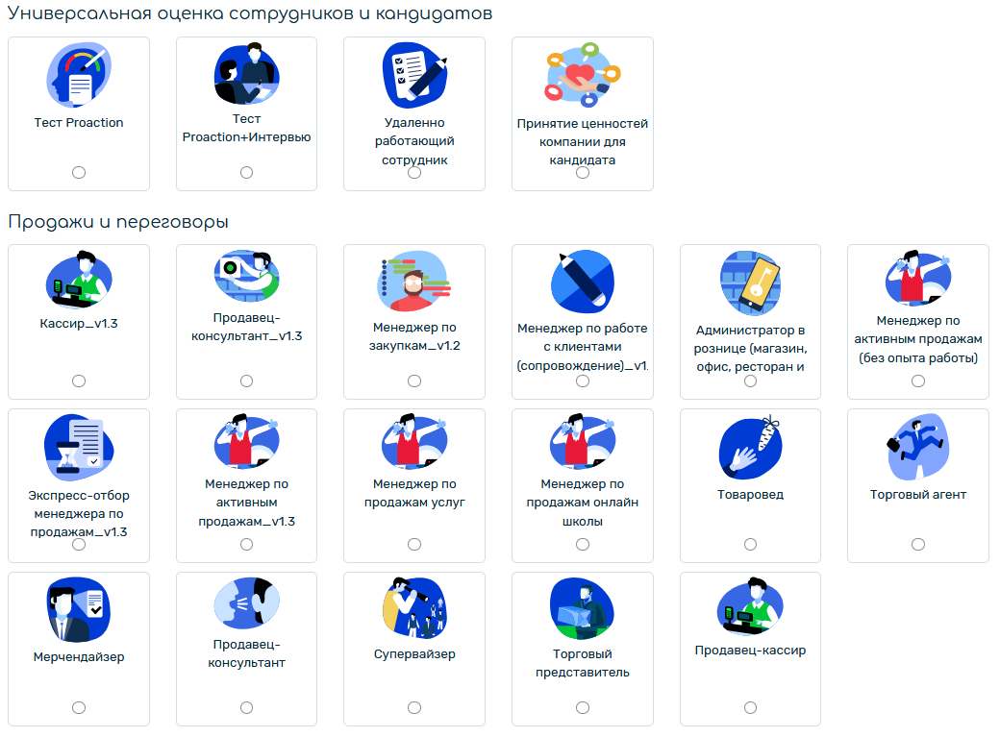 Универсальная оценка сотрудников и кандидатов
Тест Proaction
Тест
Proaction+Интервью
Удаленно
работающий
сотрудник
Принятие ценностей
компании для
кандидата
Продажи и переговоры
Кассир_v1.3
Продавец-
консультант_v1.3
Менеджер по
закупкам_v1.2
Менеджер по работе
с клиентами
(сопровождение)_v1.
Администратор в
рознице (магазин,
офис, ресторан и
Менеджер по
активным продажам
(без опыта работы)
Экспресс-отбор
менеджера по
продажам_v1.3
Менеджер по
активным
продажам_v1.3
Менеджер по
продажам услуг
Менеджер по
продажам онлайн
школы
Товаровед
Торговый агент
Мерчендайзер
Продавец-
консультант
Супервайзер
Торговый
представитель
Продавец-кассир